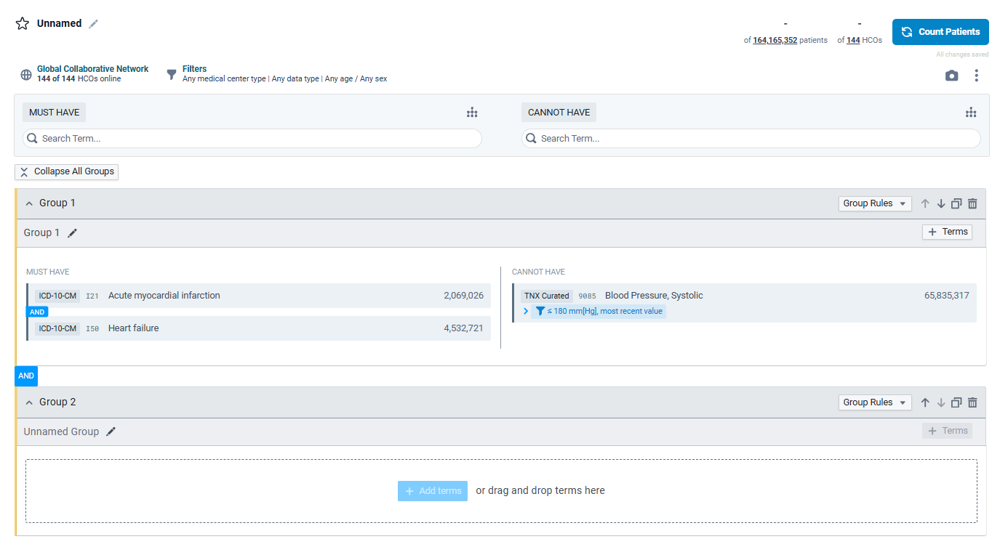 Unnamed
- -
of 164,165,352 patients of 144 HCOs
Count Patients
All changes saved
Global Collaborative Network
144 of 144 HCOs online
Filters
Any medical center type | Any data type | Any age / Any sex
MUST HAVE
Search Term...
CANNOT HAVE
Search Term...
Collapse All Groups
Group 1
Group Rules
Group 1
+ Terms
MUST HAVE
ICD-10-CM I21 Acute myocardial infarction 2,069,026
AND
ICD-10-CM I50 Heart failure 4,532,721
CANNOT HAVE
TNX Curated 9085 Blood Pressure, Systolic 65,835,317
≤ 180 mm[Hg], most recent value
AND
Group 2
Group Rules
Unnamed Group
+ Terms
+ Add terms or drag and drop terms here